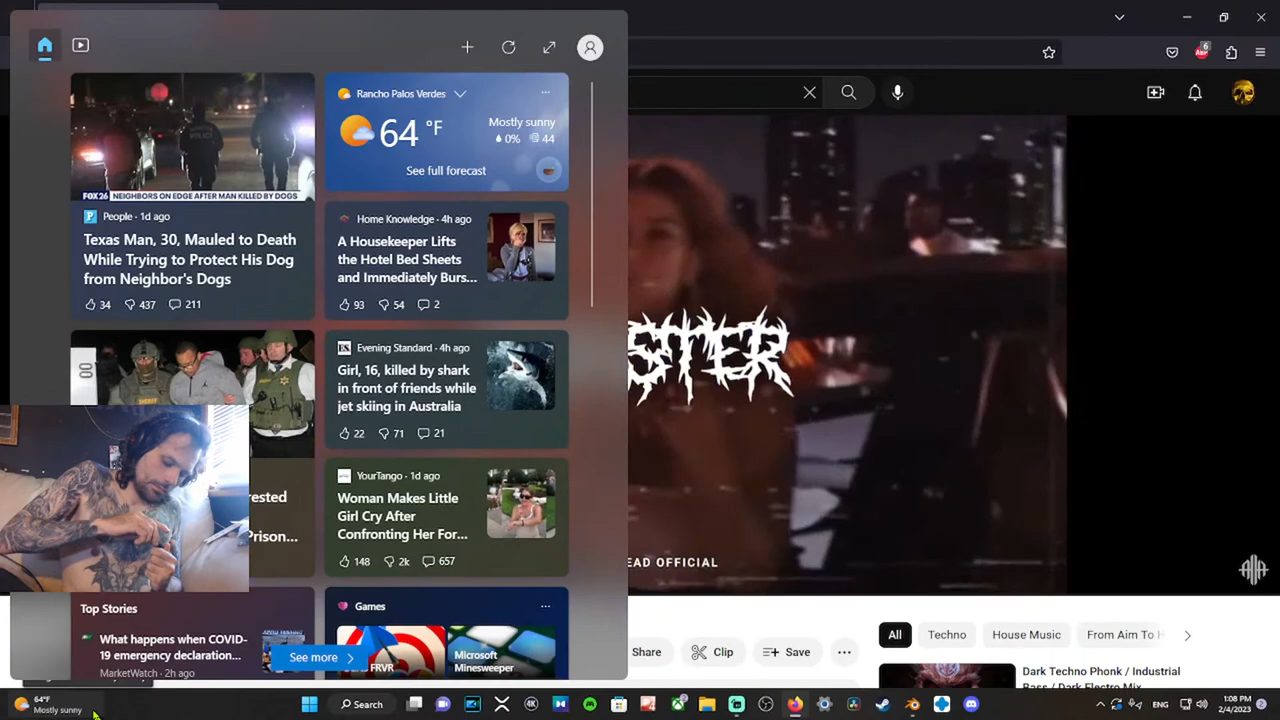 Rancho Palos Verdes
64 °F
Mostly sunny
0% 44
See full forecast
FOX26 NEIGHBORS ON EDGE AFTER MAN KILLED BY DOGS
People · 1d ago
Texas Man, 30, Mauled to Death
While Trying to Protect His Dog
from Neighbor's Dogs
34 437 211
Home Knowledge · 4h ago
A Housekeeper Lifts
the Hotel Bed Sheets
and Immediately Burs...
93 54 2
ES Evening Standard · 4h ago
Girl, 16, killed by shark
in front of friends while
jet skiing in Australia
22 71 21
YourTango · 1d ago
Woman Makes Little
Girl Cry After
Confronting Her For...
148 2k 657
rested
Prison...
Top Stories
What happens when COVID-
19 emergency declaration...
MarketWatch · 2h ago
Games
FRVR
Microsoft
Minesweeper
See more
6
STER
EAD OFFICIAL
Share Clip Save
All Techno House Music From Aim To H
Dark Techno Phonk / Industrial
Bass / Dark Electro Mix
64°F
Mostly sunny
Search
4K
ENG
1:08 PM
2/4/2023